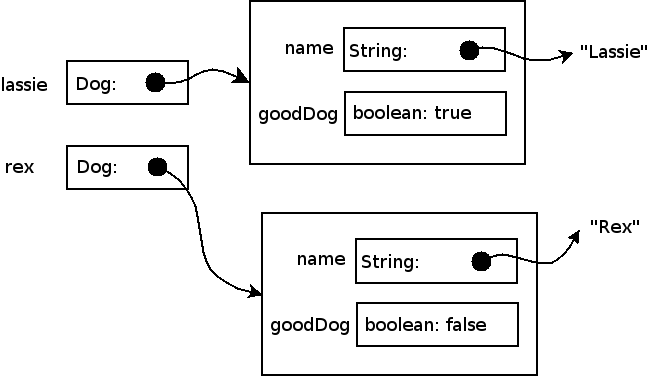 name String: "Lassie"
lassie Dog:
goodDog boolean: true
rex Dog:
"Rex"
name String:
goodDog boolean: false